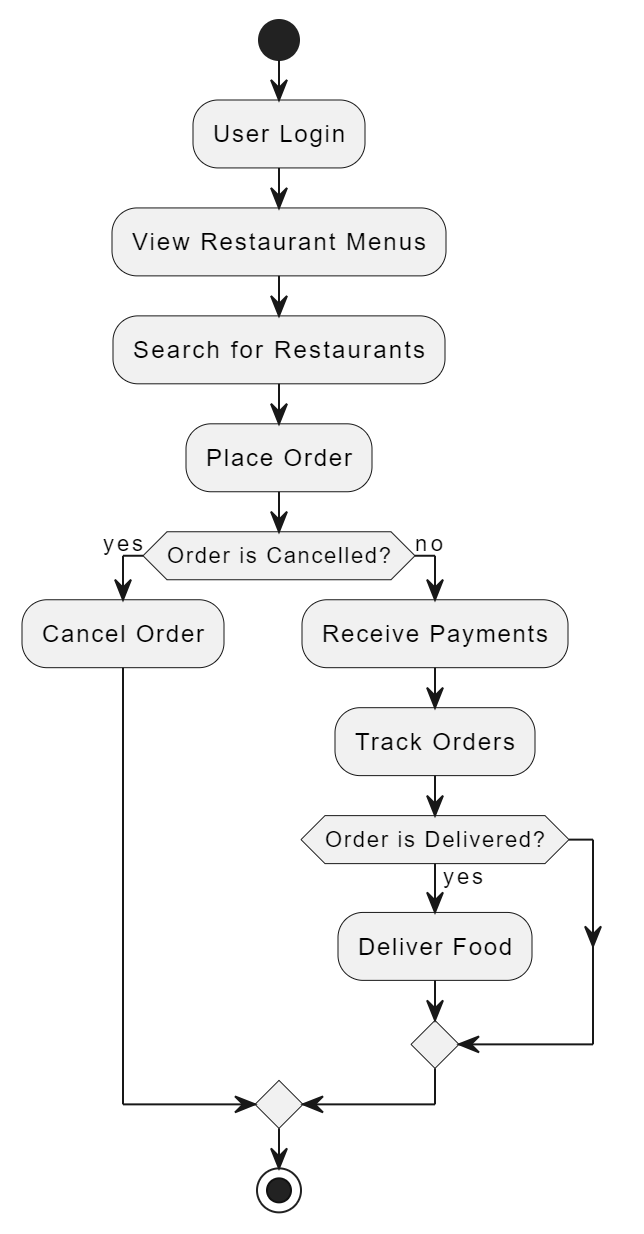 User Login
View Restaurant Menus
Search for Restaurants
Place Order
yes
Order is Cancelled?
no
Cancel Order
Receive Payments
Track Orders
Order is Delivered?
yes
Deliver Food